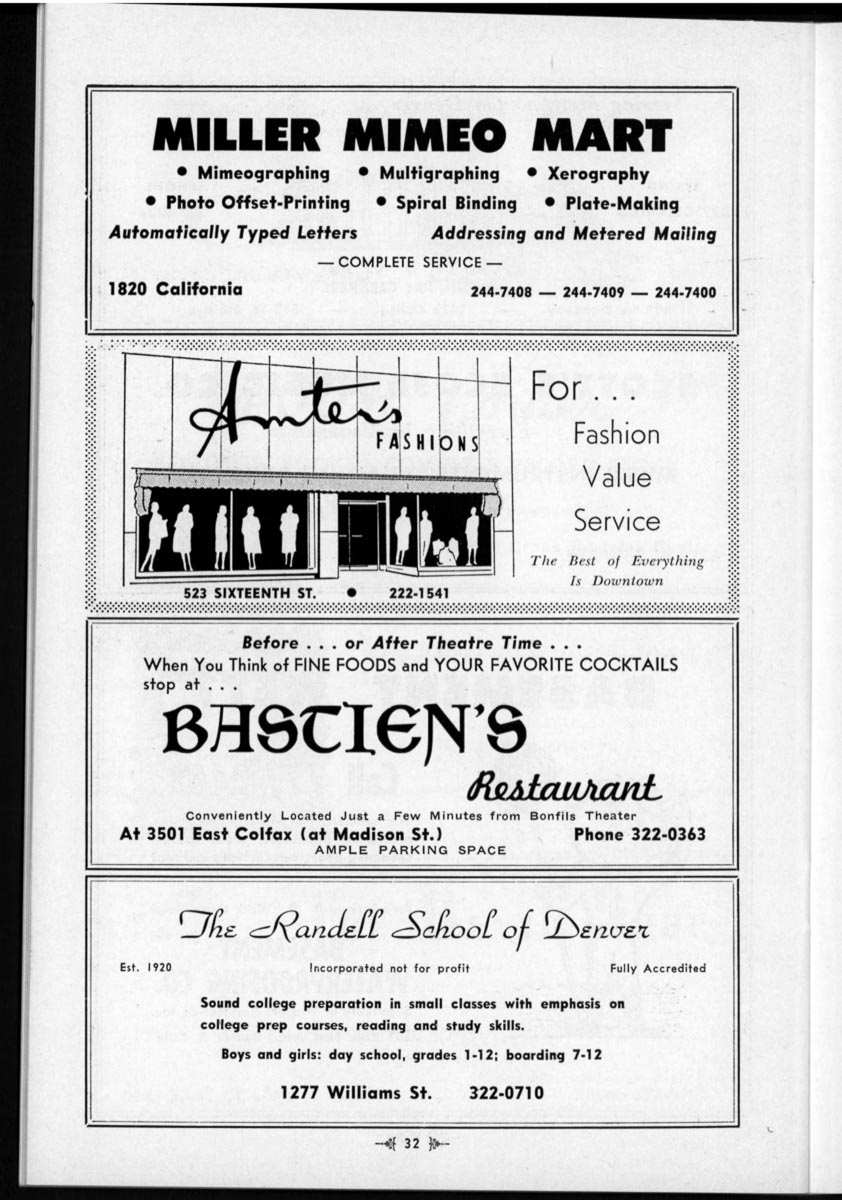 MILLER MIMEO MART
• Mimeographing • Multigraphing • Xerography
• Photo Offset-Printing • Spiral Binding • Plate-Making
Automatically Typed Letters Addressing and Metered Mailing
— COMPLETE SERVICE —
1820 California 244-7408 — 244-7409 — 244-7400
Amter's
FASHIONS
523 SIXTEENTH ST. • 222-1541
For . . .
Fashion
Value
Service
The Best of Everything
Is Downtown
Before . . . or After Theatre Time . . .
When You Think of FINE FOODS and YOUR FAVORITE COCKTAILS
stop at . . .
BASTIEN'S
Restaurant
Conveniently Located Just a Few Minutes from Bonfils Theater
At 3501 East Colfax (at Madison St.) Phone 322-0363
AMPLE PARKING SPACE
The Randell School of Denver
Est. 1920 Incorporated not for profit Fully Accredited
Sound college preparation in small classes with emphasis on
college prep courses, reading and study skills.
Boys and girls: day school, grades 1-12; boarding 7-12
1277 Williams St. 322-0710
32